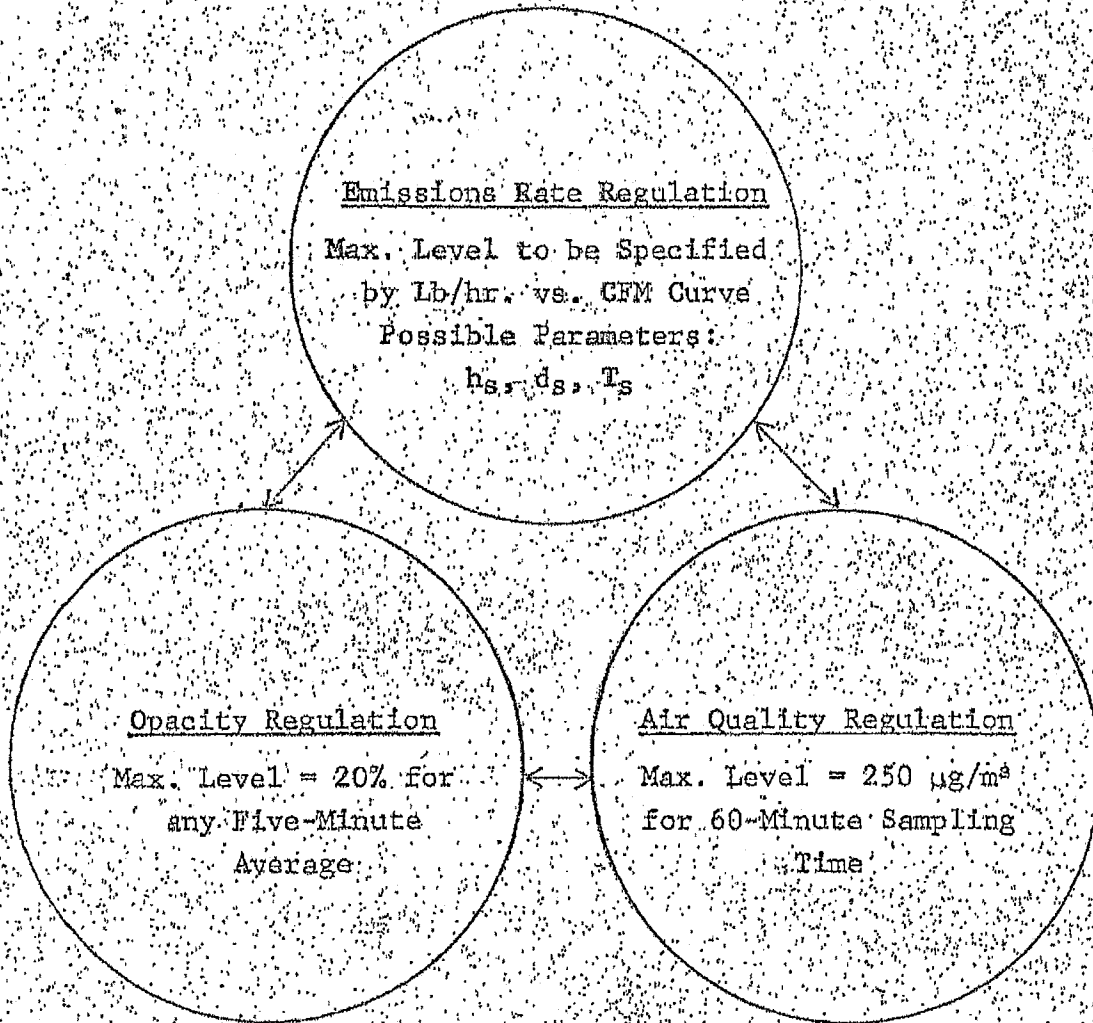 Emissions Rate Regulation
Max. Level to be Specified
by Lb/hr. vs. CFM Curve
Possible Parameters:
hₛ, dₛ, Tₛ
Opacity Regulation
Max. Level = 20% for
any Five-Minute
Average
Air Quality Regulation
Max. Level = 250 μg/m³
for 60-Minute Sampling
Time